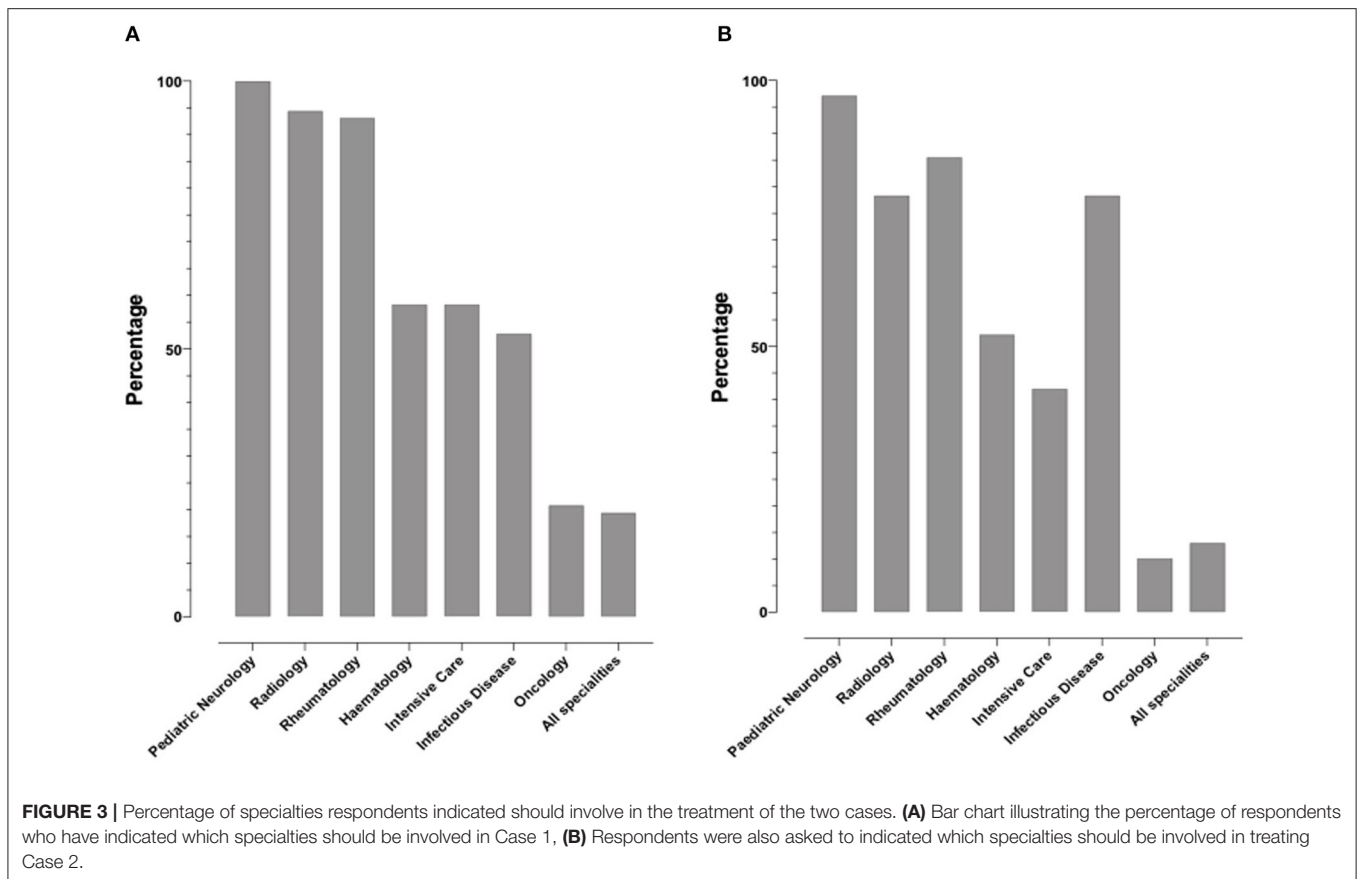 A
100
50
0
Percentage
Pediatric Neurology
Radiology
Rheumatology
Haematology
Intensive Care
Infectious Disease
Oncology
All specialities
B
100
50
0
Percentage
Paediatric Neurology
Radiology
Rheumatology
Haematology
Intensive Care
Infectious Disease
Oncology
All specialities
FIGURE 3 | Percentage of specialties respondents indicated should involve in the treatment of the two cases. (A) Bar chart illustrating the percentage of respondents
who have indicated which specialties should be involved in Case 1, (B) Respondents were also asked to indicated which specialties should be involved in treating
Case 2.